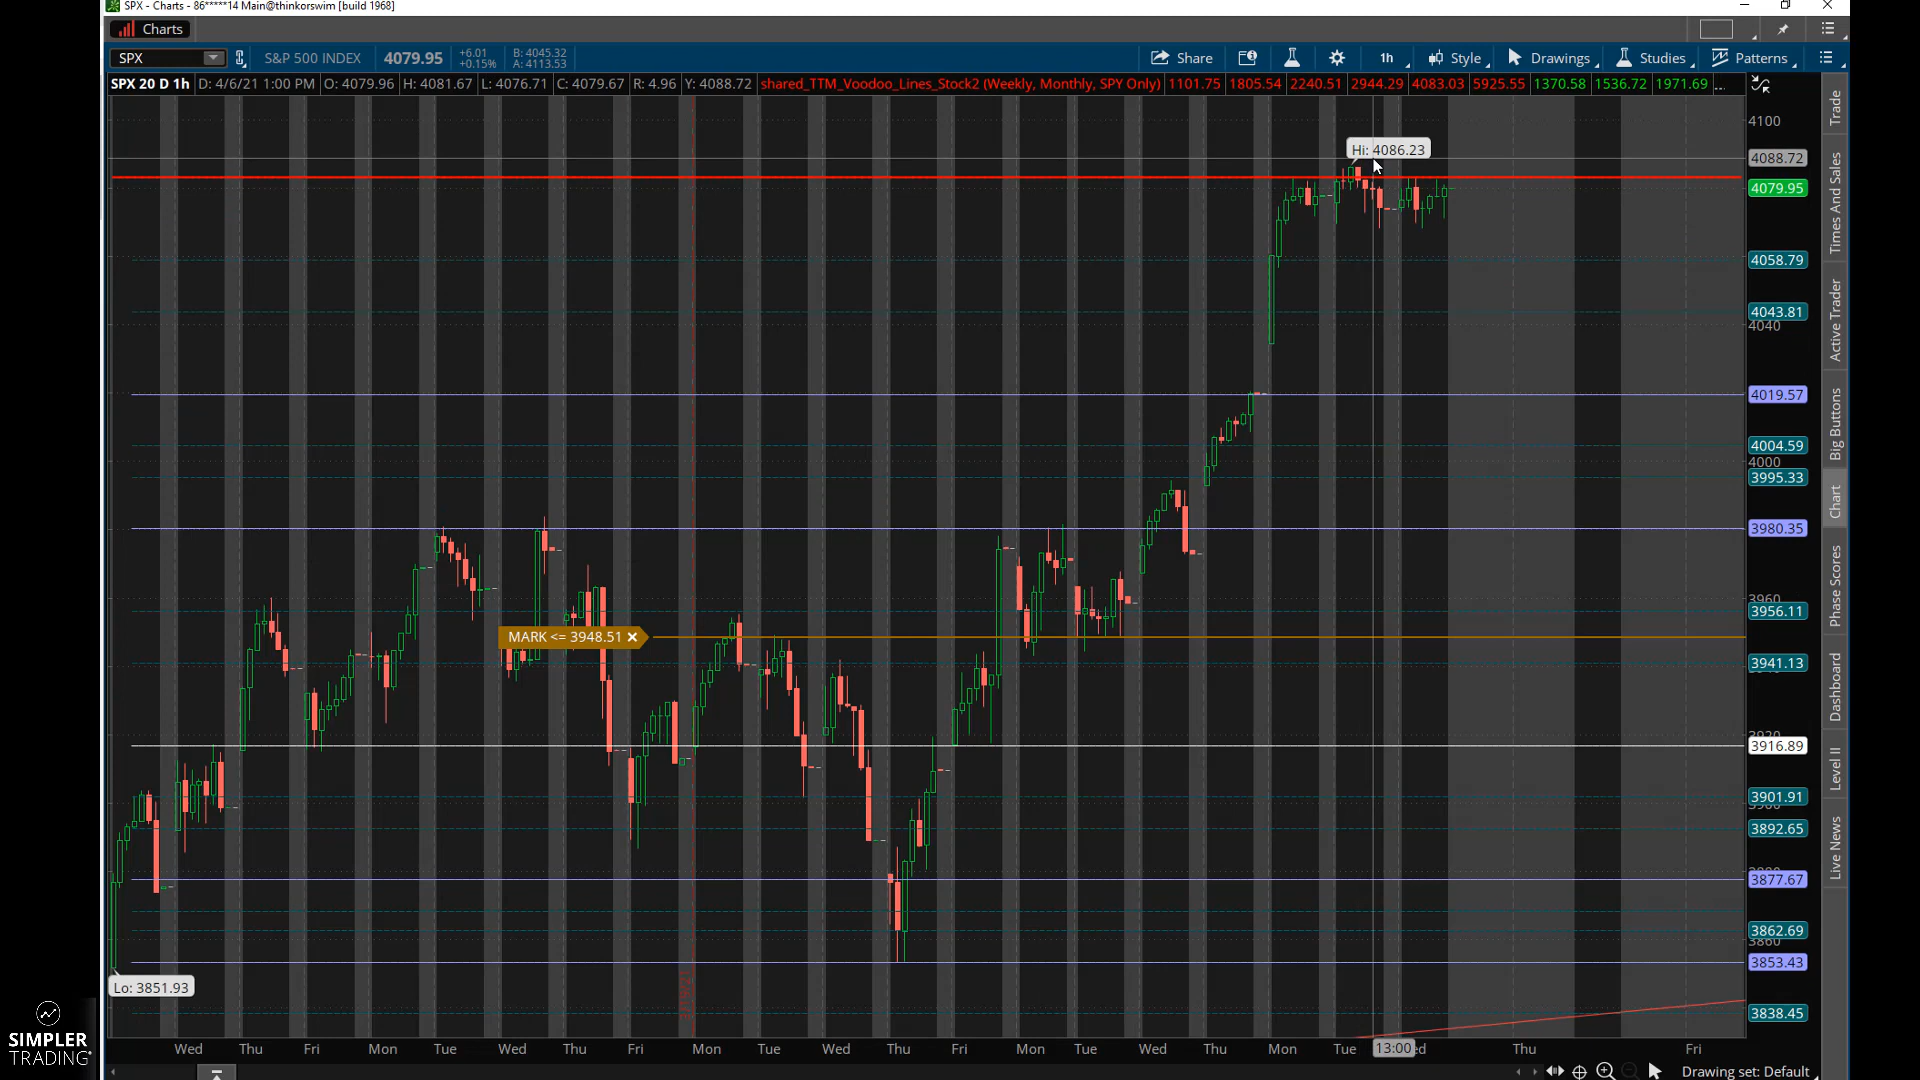 SPX - Charts - 86*****14 Main@thinkorswim [build 1968]
Charts
SPX S&P 500 INDEX 4079.95 +6.01 +0.15% B: 4045.32 A: 4113.53 Share 1h Style Drawings Studies Patterns
SPX 20 D 1h D: 4/6/21 1:00 PM O: 4079.96 H: 4081.67 L: 4076.71 C: 4079.67 R: 4.96 Y: 4088.72 shared_TTM_Voodoo_Lines_Stock2 (Weekly, Monthly, SPY Only) 1101.75 1805.54 2240.51 2944.29 4083.03 5925.55 1370.58 1536.72 1971.69 ...
4100
Hi: 4086.23
4088.72
4079.95
4058.79
4043.81
4040
4019.57
4004.59
4000
3995.33
3980.35
3960
3956.11
MARK <= 3948.51 ×
3941.13
3920
3916.89
3901.91
3900
3892.65
3880
3877.67
3862.69
3860
3853.43
Lo: 3851.93
3838.45
Wed Thu Fri Mon Tue Wed Thu Fri Mon Tue Wed Thu Fri Mon Tue Wed Thu Mon Tue 13:00 ed Thu Fri
Drawing set: Default
Trade
Times And Sales
Active Trader
Big Buttons
Chart
Phase Scores
Dashboard
Level II
Live News
SIMPLER
TRADING